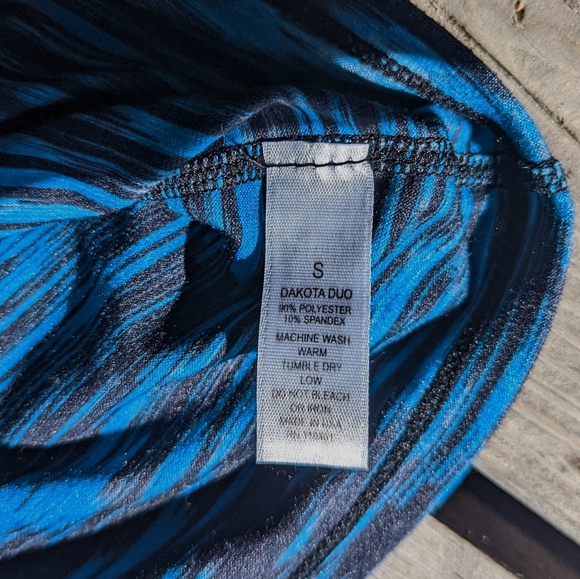 S
DAKOTA DUO
90% POLYESTER
10% SPANDEX
MACHINE WASH
WARM
TUMBLE DRY
LOW
DO NOT BLEACH
OR IRON
MADE IN USA
RN